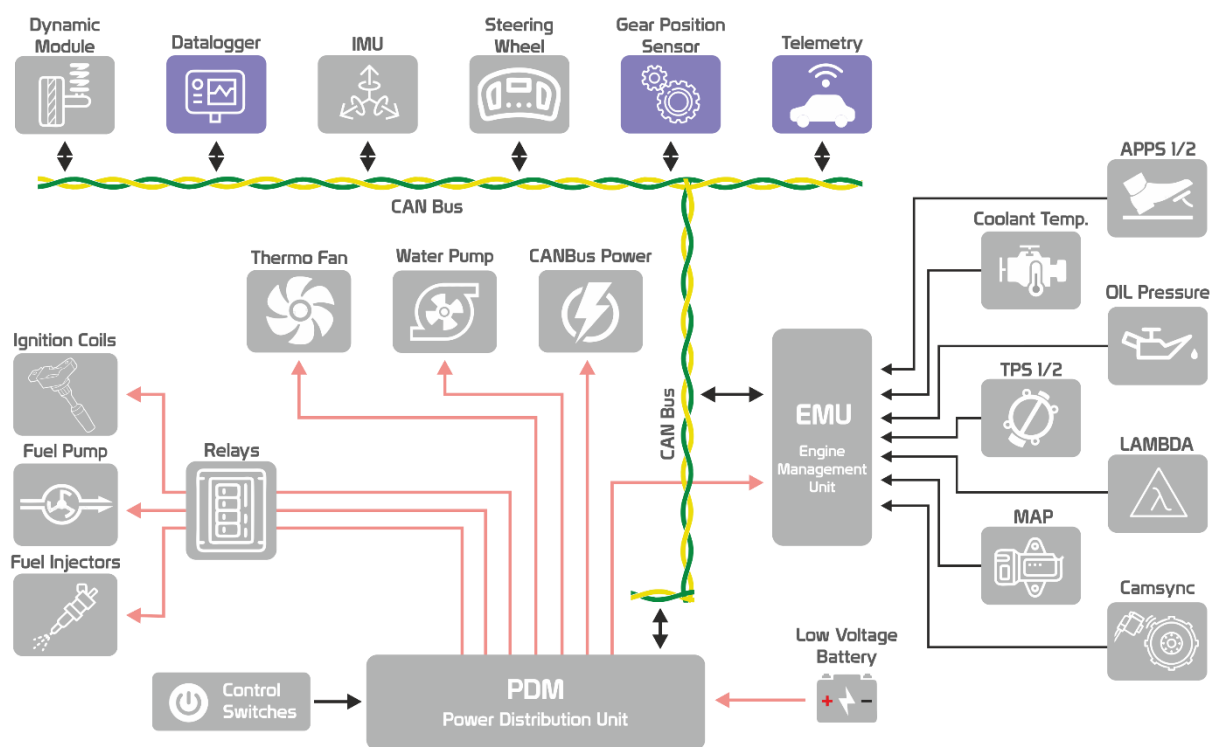 Dynamic
Module
Datalogger
IMU
Steering
Wheel
Gear Position
Sensor
Telemetry
CAN Bus
APPS 1/2
Coolant Temp.
OIL Pressure
TPS 1/2
LAMBDA
λ
MAP
Camsync
Thermo Fan
Water Pump
CANBus Power
CAN Bus
EMU
Engine
Management
Unit
Ignition Coils
Fuel Pump
Fuel Injectors
Relays
Control
Switches
PDM
Power Distribution Unit
Low Voltage
Battery
+ −